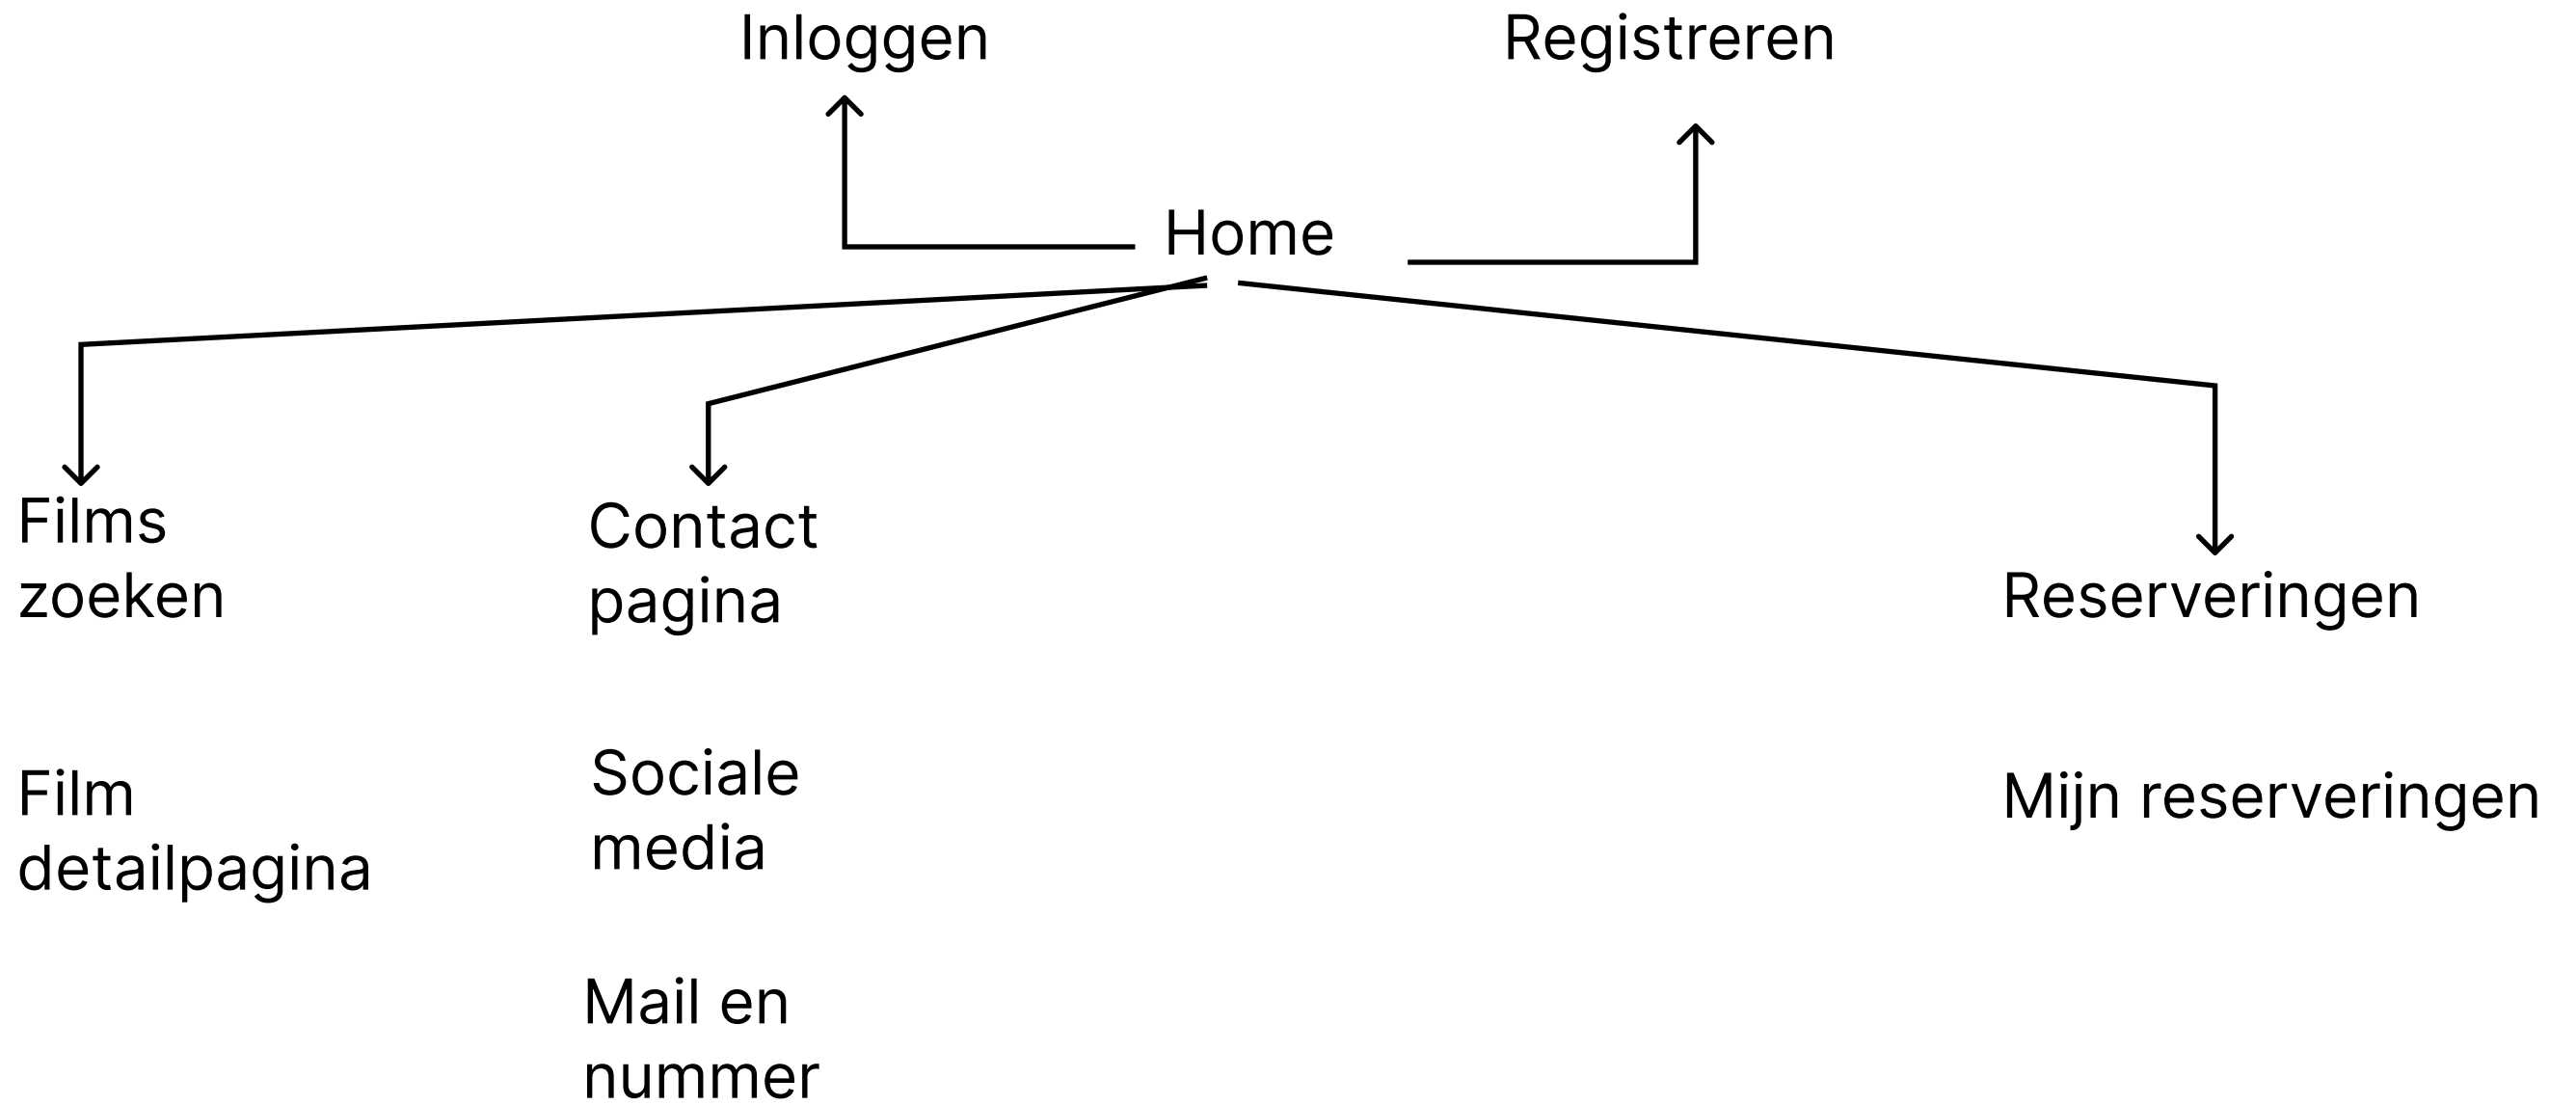 Inloggen
Registreren
Home
Films
zoeken
Contact
pagina
Reserveringen
Film
detailpagina
Sociale
media
Mijn reserveringen
Mail en
nummer